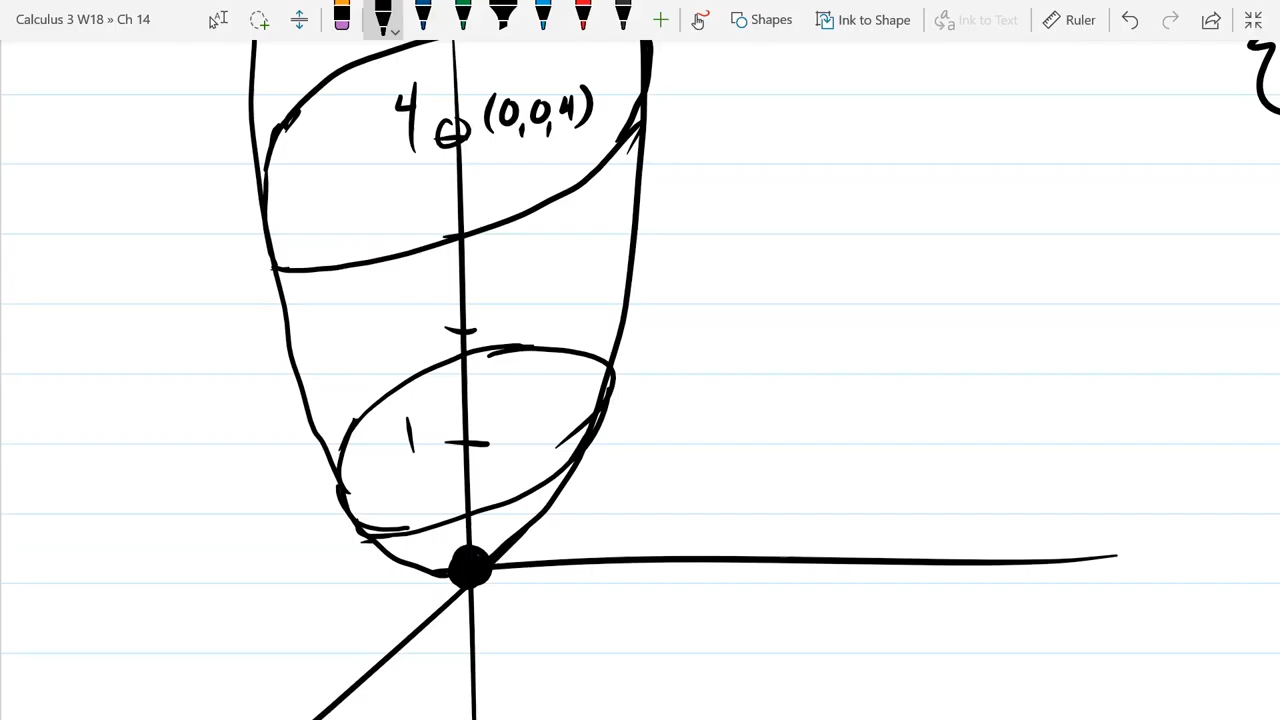 Calculus 3 W18 » Ch 14
Shapes
Ink to Shape
Ink to Text
Ruler
4 (0,0,4)
1